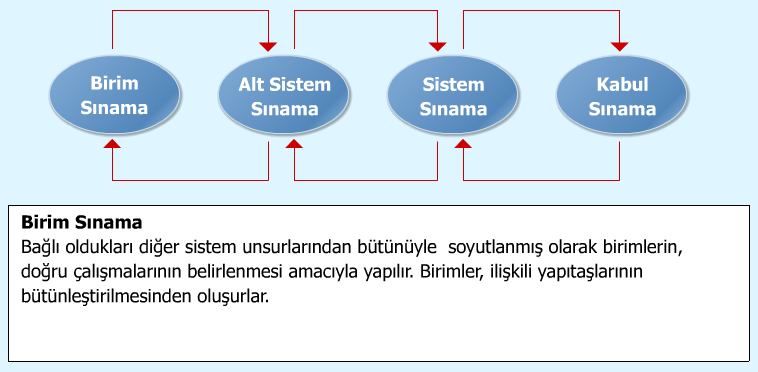 Birim
Sınama
Alt Sistem
Sınama
Sistem
Sınama
Kabul
Sınama
Birim Sınama
Bağlı oldukları diğer sistem unsurlarından bütünüyle  soyutlanmış olarak birimlerin,
doğru çalışmalarının belirlenmesi amacıyla yapılır. Birimler, ilişkili yapıtaşlarının
bütünleştirilmesinden oluşurlar.